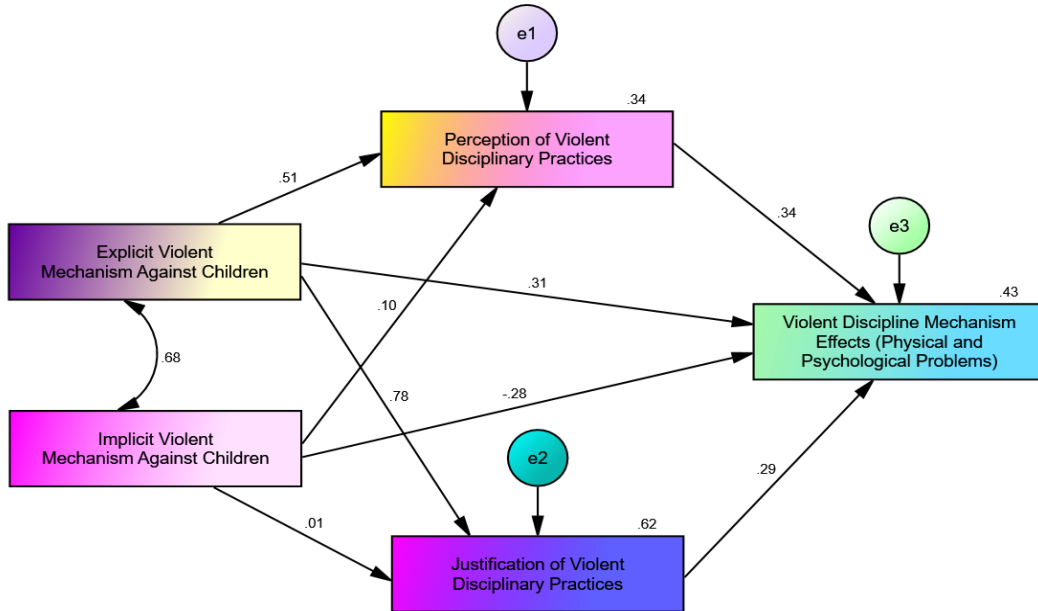 e1
.34
Perception of Violent
Disciplinary Practices
.51
.34
e3
Explicit Violent
Mechanism Against Children
.31
.43
.10
Violent Discipline Mechanism
Effects (Physical and
Psychological Problems)
.68
.78
-.28
Implicit Violent
Mechanism Against Children
e2
.29
.01
.62
Justification of Violent
Disciplinary Practices